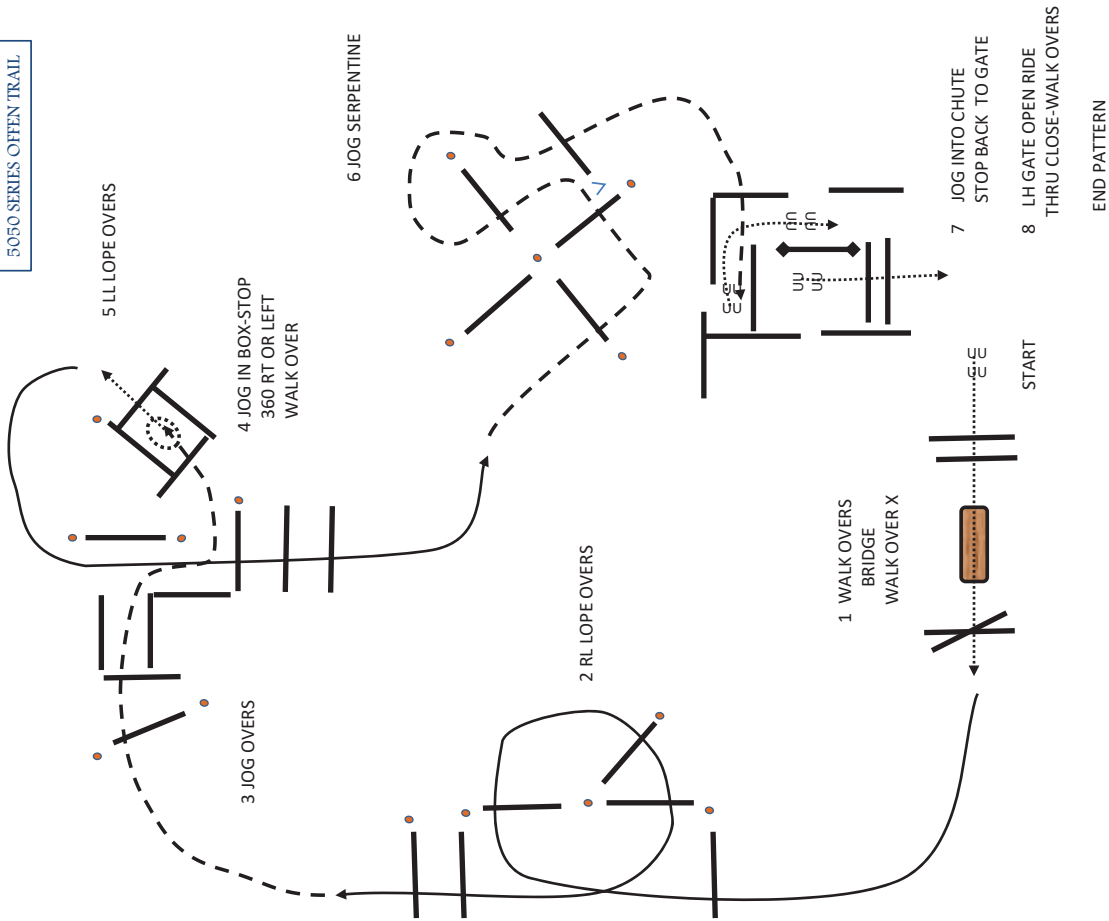 5050 SERIES OFFEN TRAIL
5 LL LOPE OVERS
4 JOG IN BOX-STOP
360 RT OR LEFT
WALK OVER
6 JOG SERPENTINE
3 JOG OVERS
2 RL LOPE OVERS
1 WALK OVERS
BRIDGE
WALK OVER X
START
7 JOG INTO CHUTE
STOP BACK TO GATE
8 LH GATE OPEN RIDE
THRU CLOSE-WALK OVERS
END PATTERN